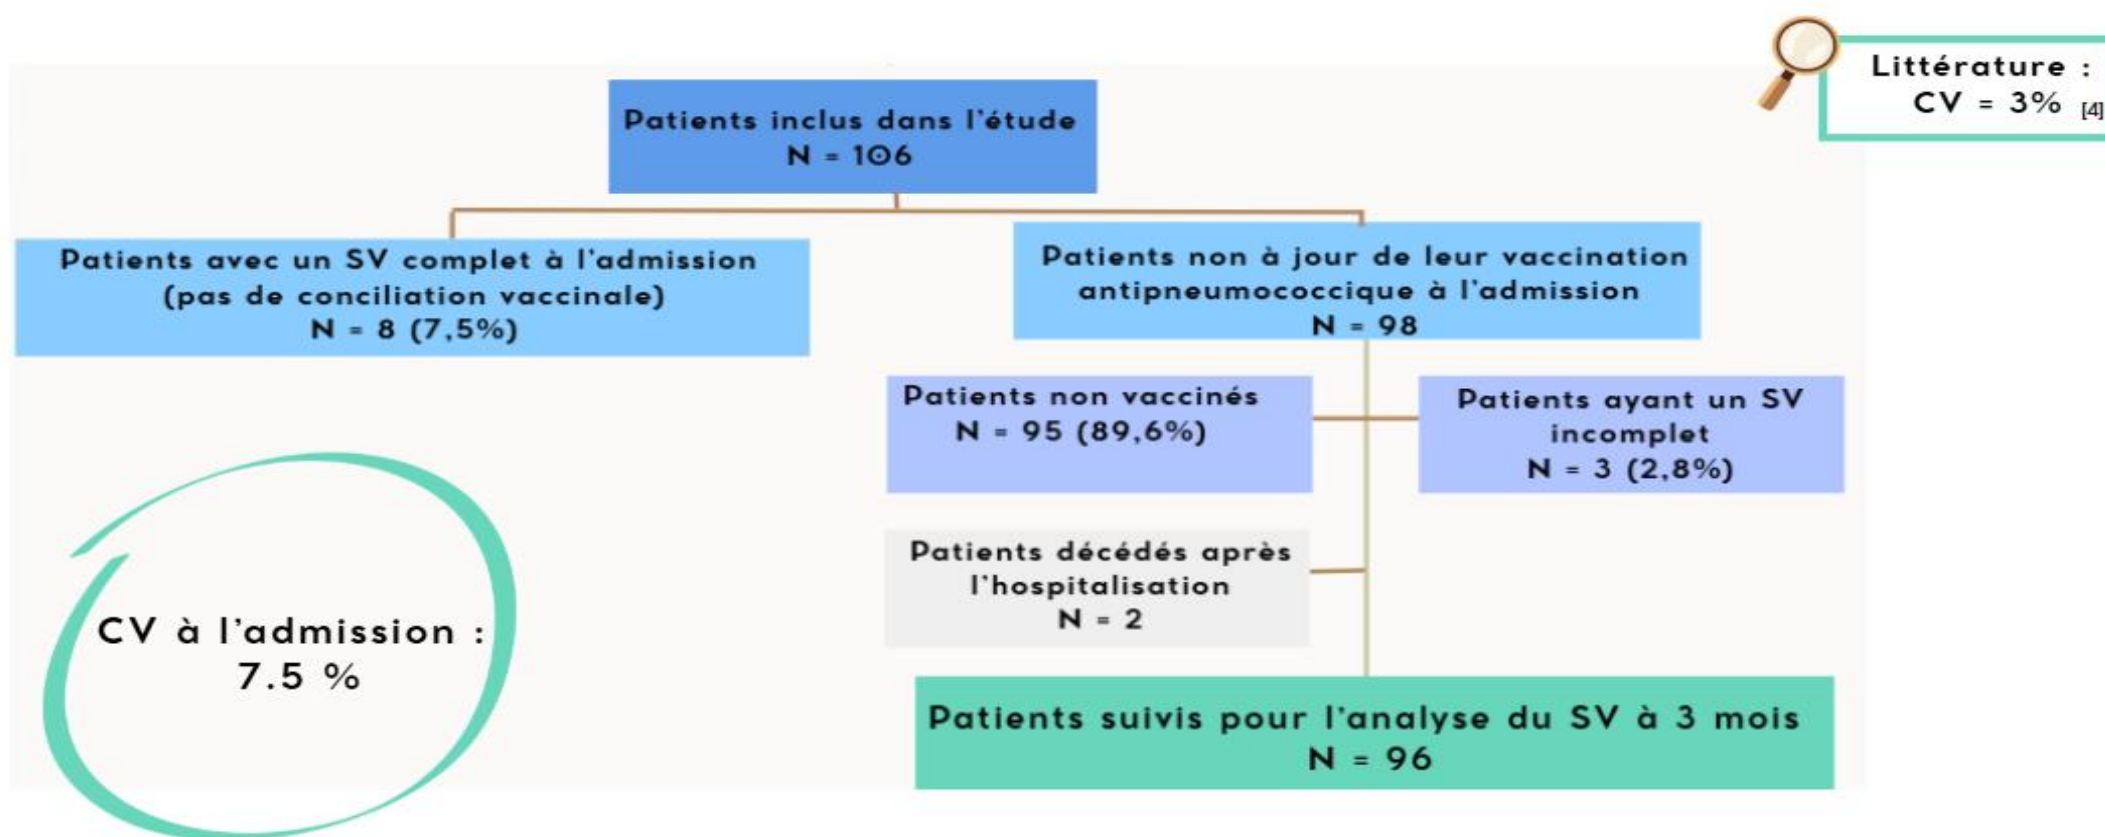 Littérature :
CV = 3% [4]
Patients inclus dans l'étude
N = 106
Patients avec un SV complet à l'admission
(pas de conciliation vaccinale)
N = 8 (7,5%)
Patients non à jour de leur vaccination
antipneumococcique à l'admission
N = 98
Patients non vaccinés
N = 95 (89,6%)
Patients ayant un SV
incomplet
N = 3 (2,8%)
Patients décédés après
l'hospitalisation
N = 2
CV à l'admission :
7.5 %
Patients suivis pour l'analyse du SV à 3 mois
N = 96